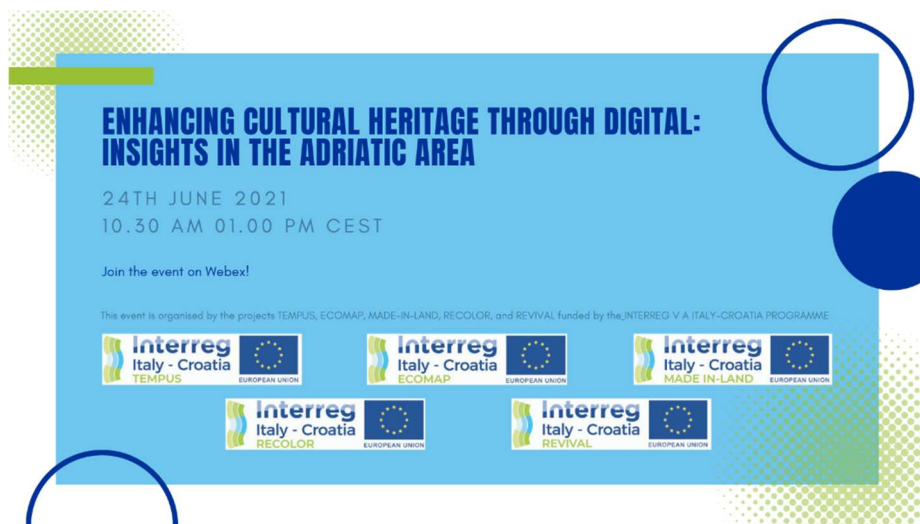 ENHANCING CULTURAL HERITAGE THROUGH DIGITAL:
INSIGHTS IN THE ADRIATIC AREA
24TH JUNE 2021
10.30 AM 01.00 PM CEST
Join the event on Webex!
This event is organised by the projects TEMPUS, ECOMAP, MADE-IN-LAND, RECOLOR, and REVIVAL funded by the INTERREG V A ITALY-CROATIA PROGRAMME
Interreg
Italy - Croatia
TEMPUS
EUROPEAN UNION
Interreg
Italy - Croatia
ECOMAP
EUROPEAN UNION
Interreg
Italy - Croatia
MADE IN-LAND
EUROPEAN UNION
Interreg
Italy - Croatia
RECOLOR
EUROPEAN UNION
Interreg
Italy - Croatia
REVIVAL
EUROPEAN UNION